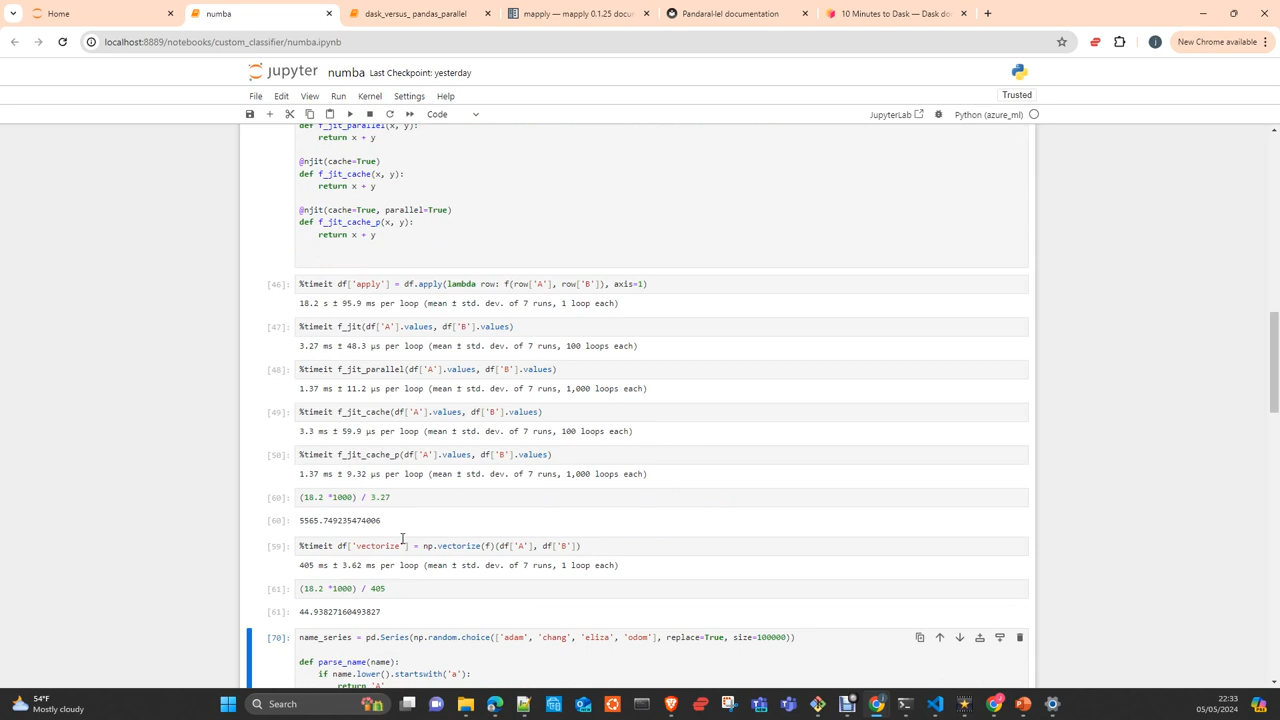 Home
numba
dask_versus_ pandas_parallel
mapply — mapply 0.1.25 docu
Pandaral·lel documentation
10 Minutes to Dask — Dask do
localhost:8889/notebooks/custom_classifier/numba.ipynb
New Chrome available
jupyter numba Last Checkpoint: yesterday
File Edit View Run Kernel Settings Help
Trusted
Code
JupyterLab
Python (azure_ml)
def f_jit_parallel(x, y):
return x + y
@njit(cache=True)
def f_jit_cache(x, y):
return x + y
@njit(cache=True, parallel=True)
def f_jit_cache_p(x, y):
return x + y
[46]: %timeit df['apply'] = df.apply(lambda row: f(row['A'], row['B']), axis=1)
18.2 s ± 95.9 ms per loop (mean ± std. dev. of 7 runs, 1 loop each)
[47]: %timeit f_jit(df['A'].values, df['B'].values)
3.27 ms ± 48.3 µs per loop (mean ± std. dev. of 7 runs, 100 loops each)
[48]: %timeit f_jit_parallel(df['A'].values, df['B'].values)
1.37 ms ± 11.2 µs per loop (mean ± std. dev. of 7 runs, 1,000 loops each)
[49]: %timeit f_jit_cache(df['A'].values, df['B'].values)
3.3 ms ± 59.9 µs per loop (mean ± std. dev. of 7 runs, 100 loops each)
[50]: %timeit f_jit_cache_p(df['A'].values, df['B'].values)
1.37 ms ± 9.32 µs per loop (mean ± std. dev. of 7 runs, 1,000 loops each)
[60]: (18.2 *1000) / 3.27
[60]: 5565.749235474006
[59]: %timeit df['vectorize'] = np.vectorize(f)(df['A'], df['B'])
405 ms ± 3.62 ms per loop (mean ± std. dev. of 7 runs, 1 loop each)
[61]: (18.2 *1000) / 405
[61]: 44.93827160493827
[70]: name_series = pd.Series(np.random.choice(['adam', 'chang', 'eliza', 'odom'], replace=True, size=100000))
def parse_name(name):
if name.lower().startswith('a'):
return 'A'
54°F
Mostly cloudy
Search
22:33
05/05/2024